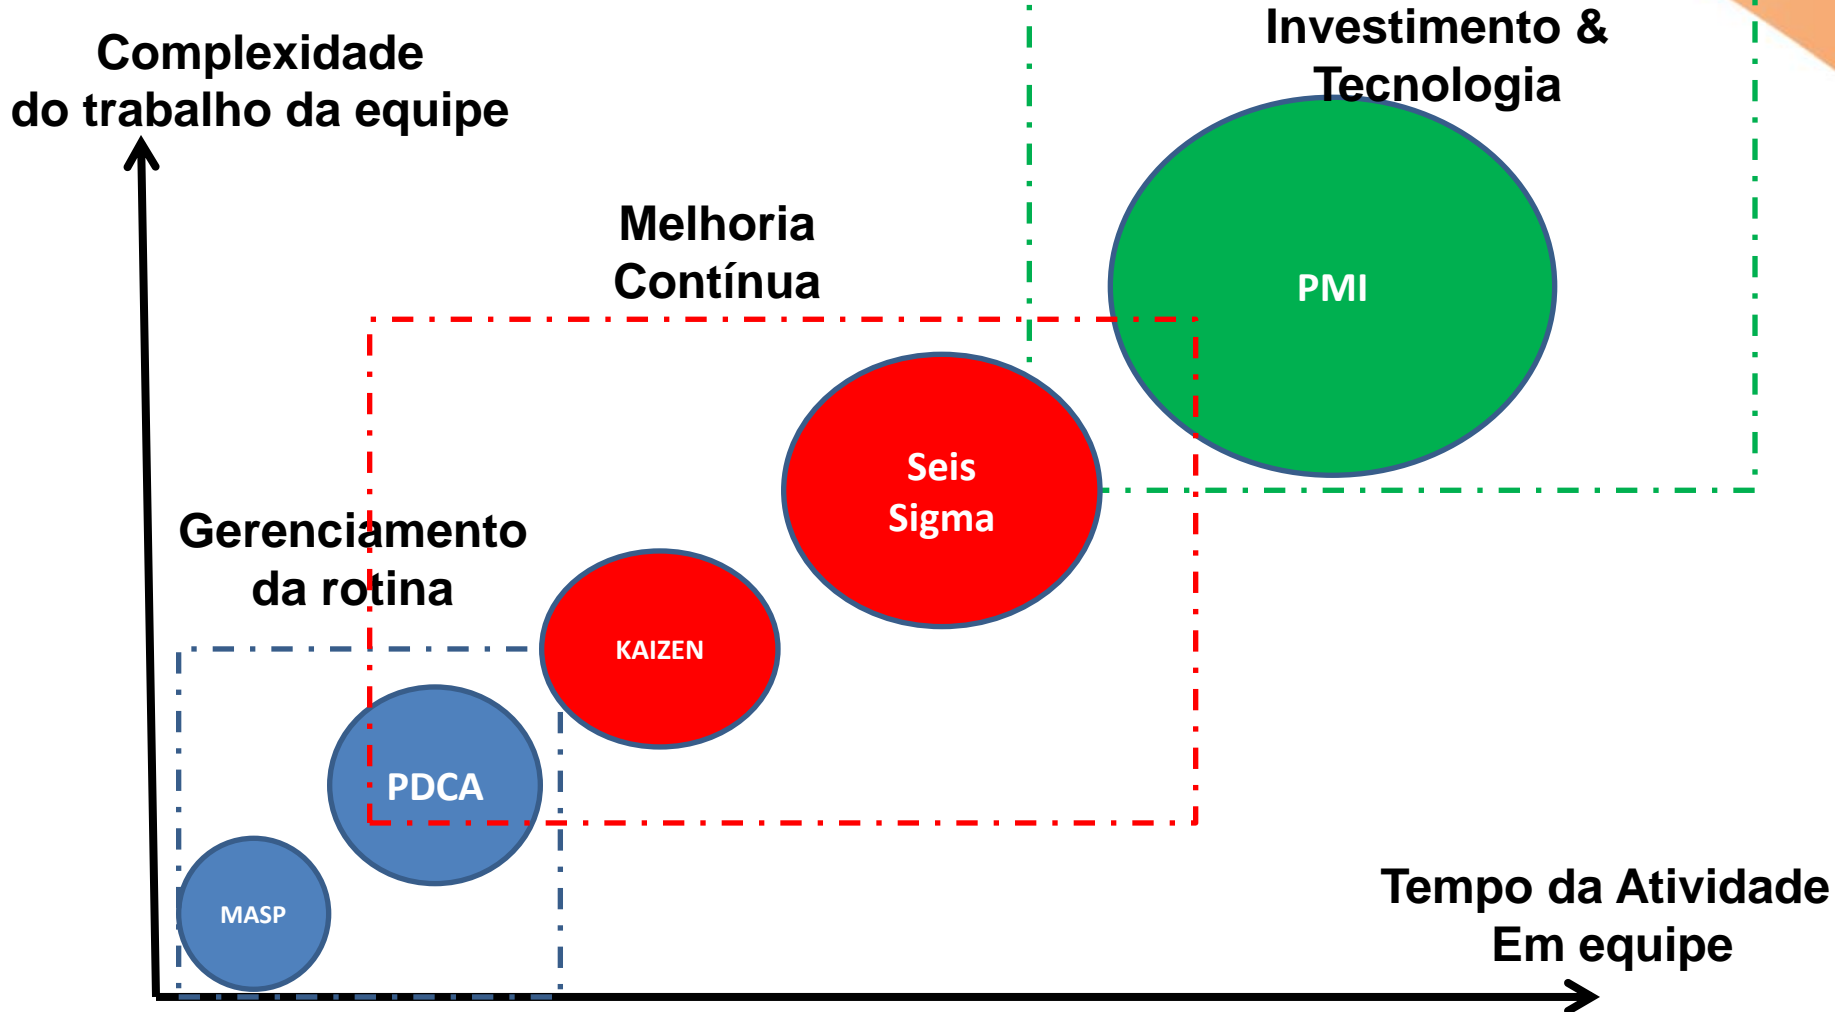 Investimento &
Tecnologia
Complexidade
do trabalho da equipe
Melhoria
Contínua
PMI
Seis
Sigma
Gerenciamento
da rotina
KAIZEN
PDCA
MASP
Tempo da Atividade
Em equipe